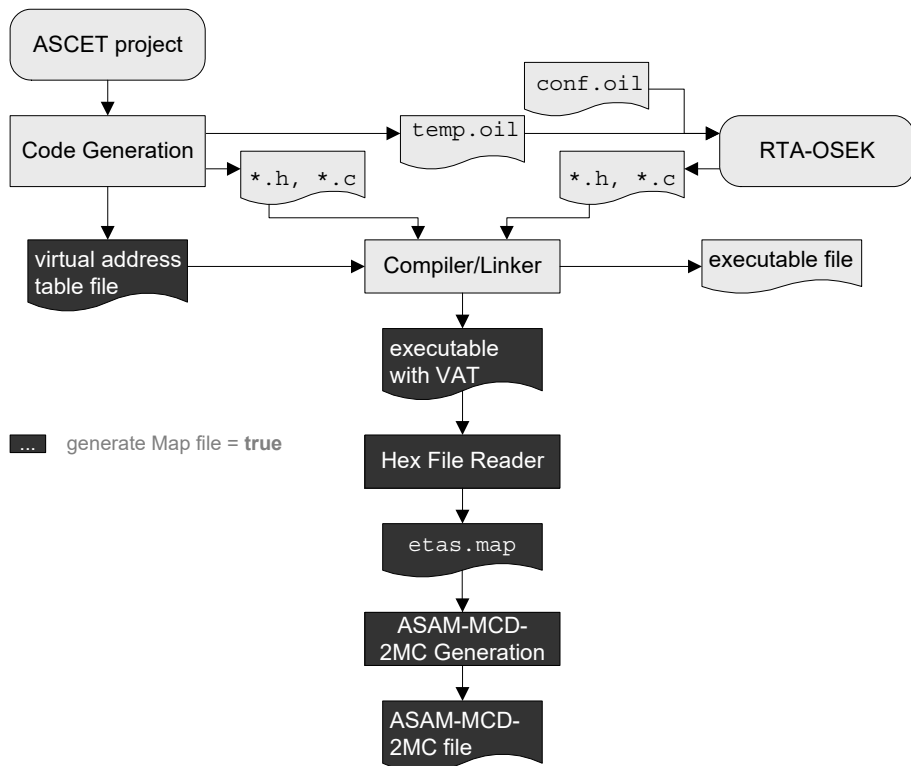 ASCET project
conf.oil
temp.oil
Code Generation
RTA-OSEK
*.h, *.c
*.h, *.c
virtual address
table file
Compiler/Linker
executable file
executable
with VAT
... generate Map file = true
Hex File Reader
etas.map
ASAM-MCD-
2MC Generation
ASAM-MCD-
2MC file